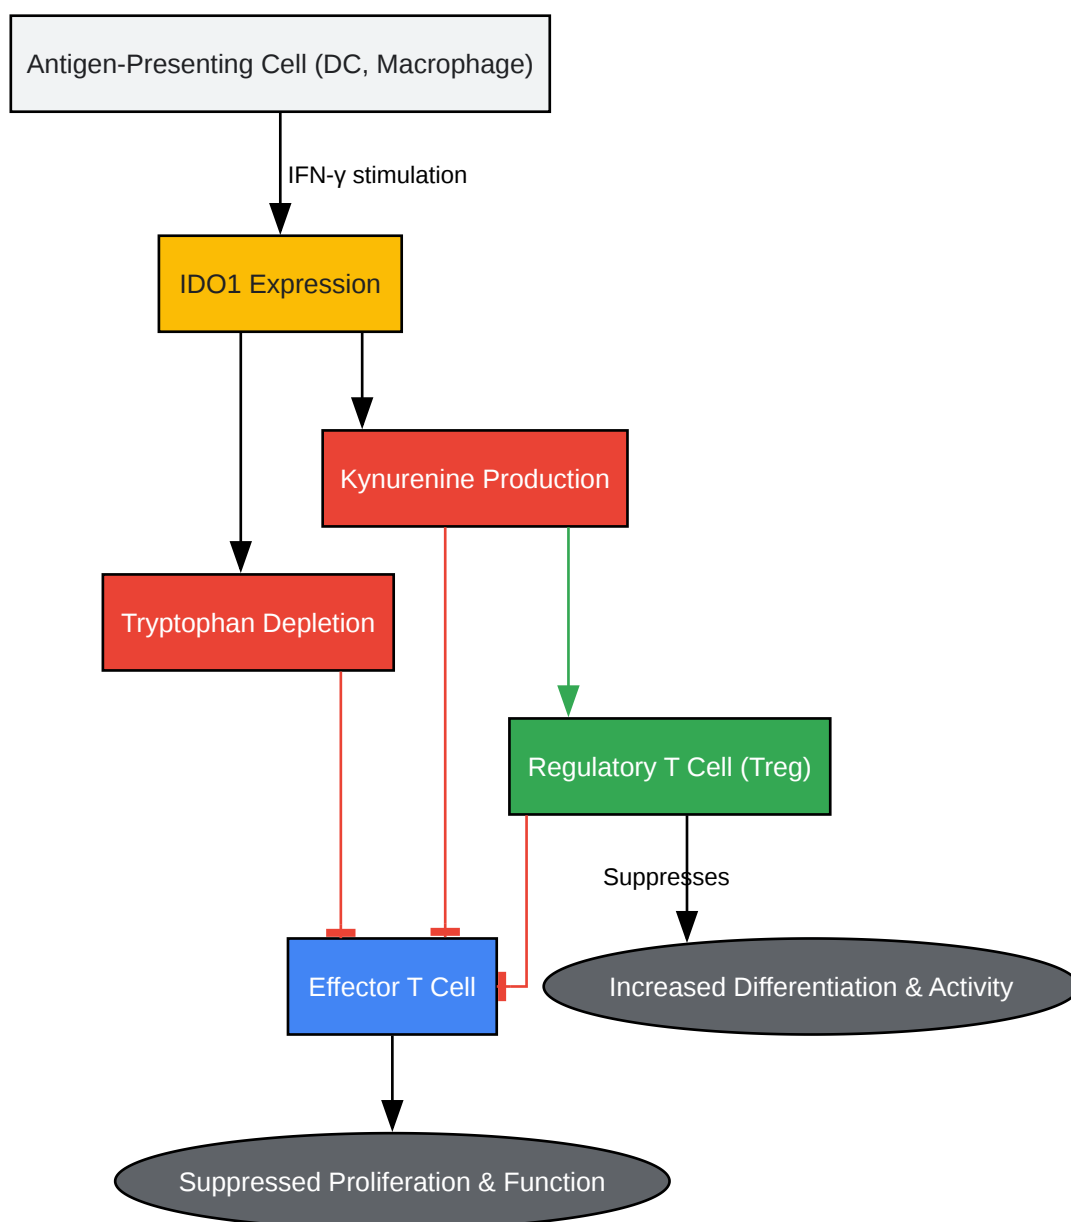 Antigen-Presenting Cell (DC, Macrophage)
IFN-γ stimulation
IDO1 Expression
Kynurenine Production
Tryptophan Depletion
Regulatory T Cell (Treg)
Suppresses
Effector T Cell
Increased Differentiation & Activity
Suppressed Proliferation & Function